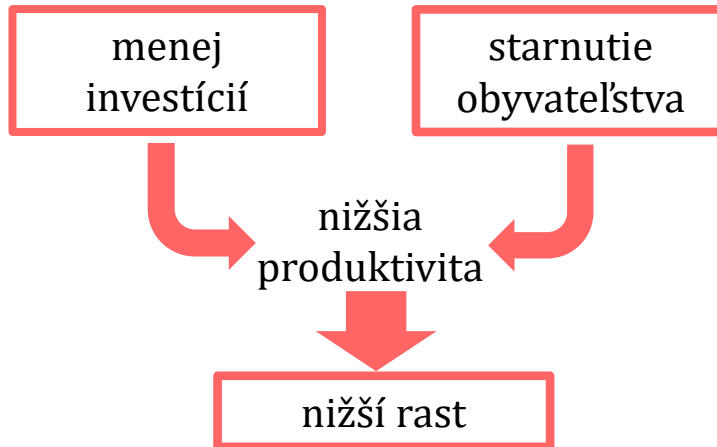 menej
investícií
starnutie
obyvateľstva
nižšia
produktivita
nižší rast